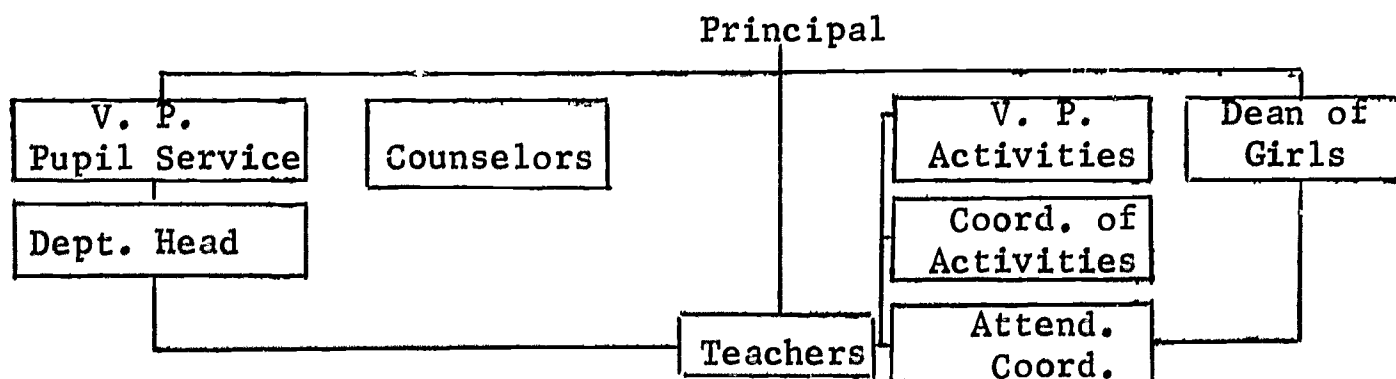 Principal
V. P.
Pupil Service
Counselors
V. P.
Activities
Dean of
Girls
Dept. Head
Coord. of
Activities
Teachers
Attend.
Coord.